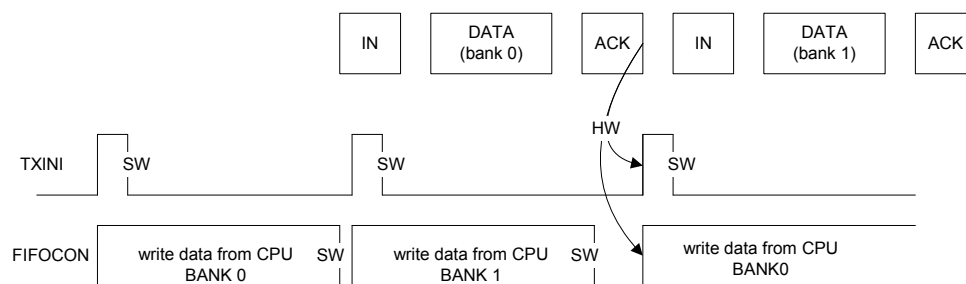 IN
DATA
(bank 0)
ACK
IN
DATA
(bank 1)
ACK
HW
TXINI
SW
SW
SW
FIFOCON
write data from CPU
BANK 0
SW
write data from CPU
BANK 1
SW
write data from CPU
BANK0